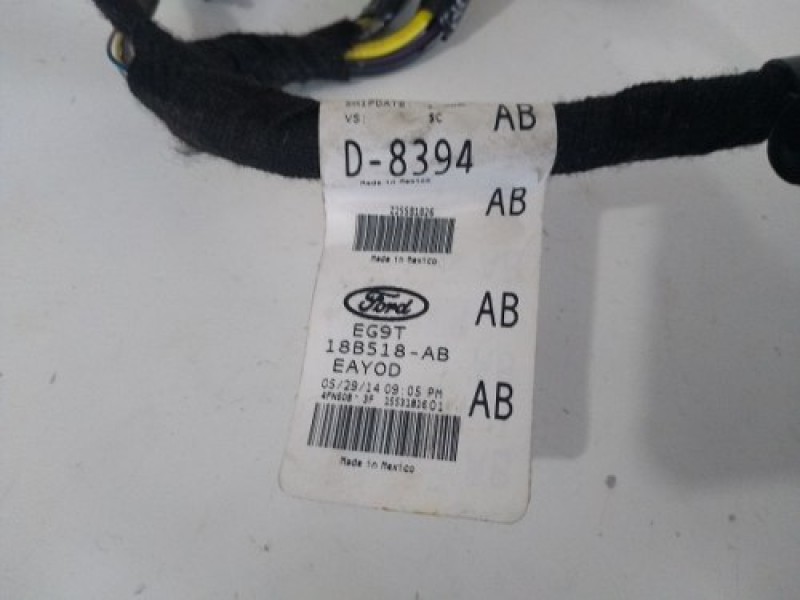 SHIPDATE
VS: SC AB
D-8394
Made in Mexico
AB
225581826
Made in Mexico
Ford
AB
EG9T
18B518-AB
EAYOD
05/29/14 09:05 PM
AB
Made in Mexico